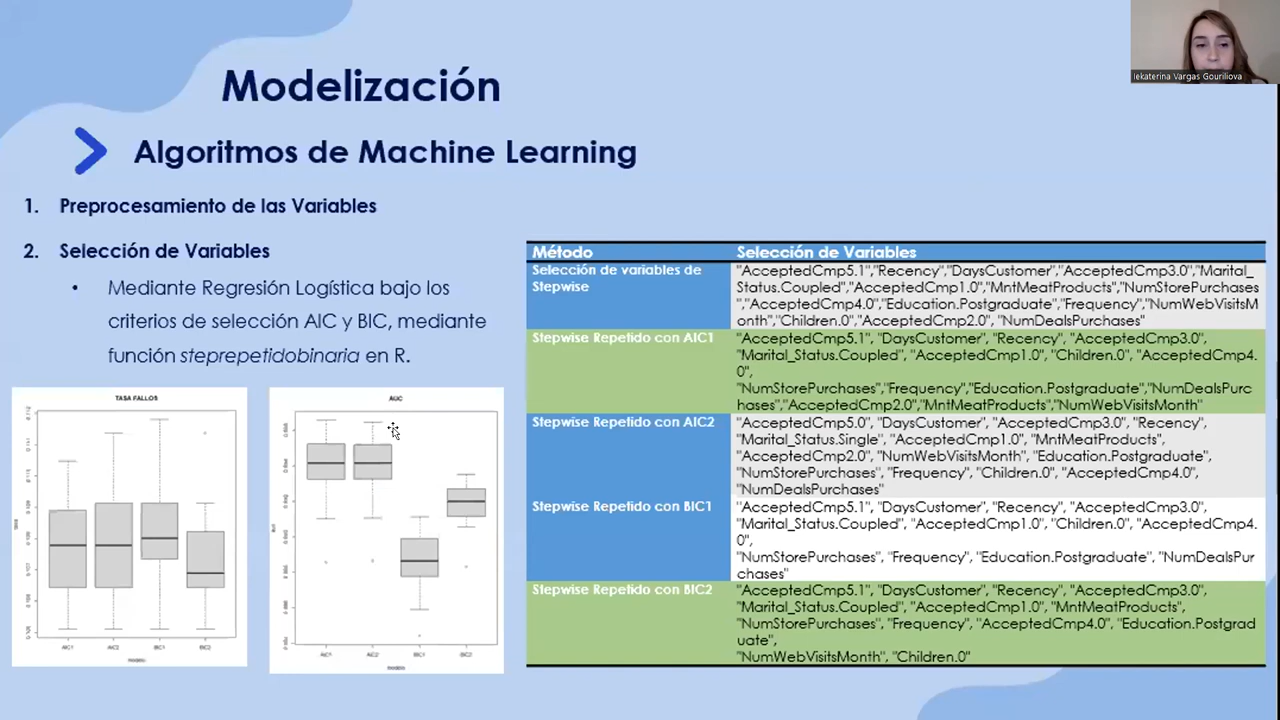 Iekaterina Vargas Gouriliova
Modelización
Algoritmos de Machine Learning
1. Preprocesamiento de las Variables
2. Selección de Variables
• Mediante Regresión Logística bajo los
criterios de selección AIC y BIC, mediante
función steprepetidobinaria en R.
TASA FALLOS
AIC1 AIC2 BIC1 BIC2
modelo
AUC
AIC1 AIC2 BIC1 BIC2
modelo
Método Selección de Variables
Selección de variables de
Stepwise
"AcceptedCmp5.1","Recency","DaysCustomer","AcceptedCmp3.0","Marital_
Status.Coupled","AcceptedCmp1.0","MntMeatProducts","NumStorePurchases
","AcceptedCmp4.0","Education.Postgraduate","Frequency","NumWebVisitsM
onth","Children.0","AcceptedCmp2.0", "NumDealsPurchases"
Stepwise Repetido con AIC1
"AcceptedCmp5.1", "DaysCustomer", "Recency", "AcceptedCmp3.0",
"Marital_Status.Coupled", "AcceptedCmp1.0", "Children.0", "AcceptedCmp4.
0",
"NumStorePurchases","Frequency","Education.Postgraduate","NumDealsPurc
hases","AcceptedCmp2.0","MntMeatProducts","NumWebVisitsMonth"
Stepwise Repetido con AIC2
"AcceptedCmp5.0", "DaysCustomer", "AcceptedCmp3.0", "Recency",
"Marital_Status.Single", "AcceptedCmp1.0", "MntMeatProducts",
"AcceptedCmp2.0", "NumWebVisitsMonth", "Education.Postgraduate",
"NumStorePurchases", "Frequency", "Children.0", "AcceptedCmp4.0",
"NumDealsPurchases"
Stepwise Repetido con BIC1
"AcceptedCmp5.1", "DaysCustomer", "Recency", "AcceptedCmp3.0",
"Marital_Status.Coupled", "AcceptedCmp1.0", "Children.0", "AcceptedCmp4.
0",
"NumStorePurchases", "Frequency", "Education.Postgraduate", "NumDealsPur
chases"
Stepwise Repetido con BIC2
"AcceptedCmp5.1", "DaysCustomer", "Recency", "AcceptedCmp3.0",
"Marital_Status.Coupled", "AcceptedCmp1.0", "MntMeatProducts",
"NumStorePurchases", "Frequency", "AcceptedCmp4.0", "Education.Postgrad
uate",
"NumWebVisitsMonth", "Children.0"